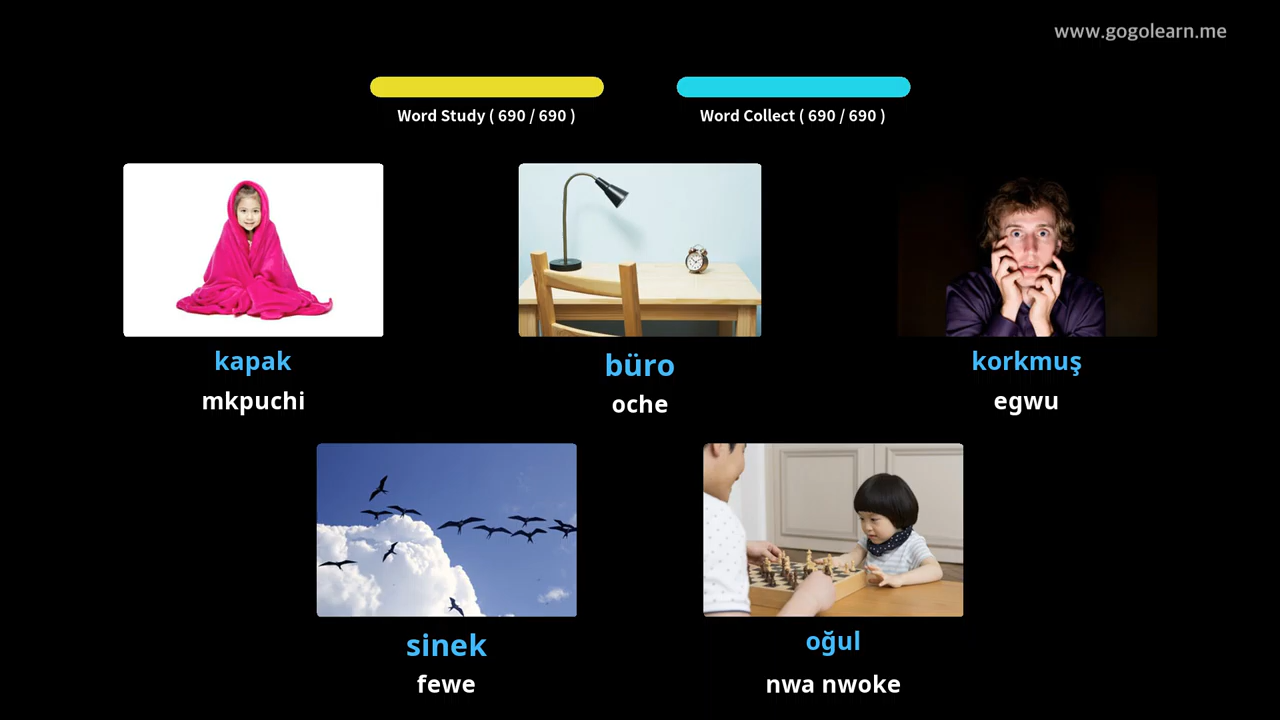 www.gogolearn.me
Word Study ( 690 / 690 )
Word Collect ( 690 / 690 )
kapak
mkpuchi
büro
oche
korkmuş
egwu
sinek
fewe
oğul
nwa nwoke